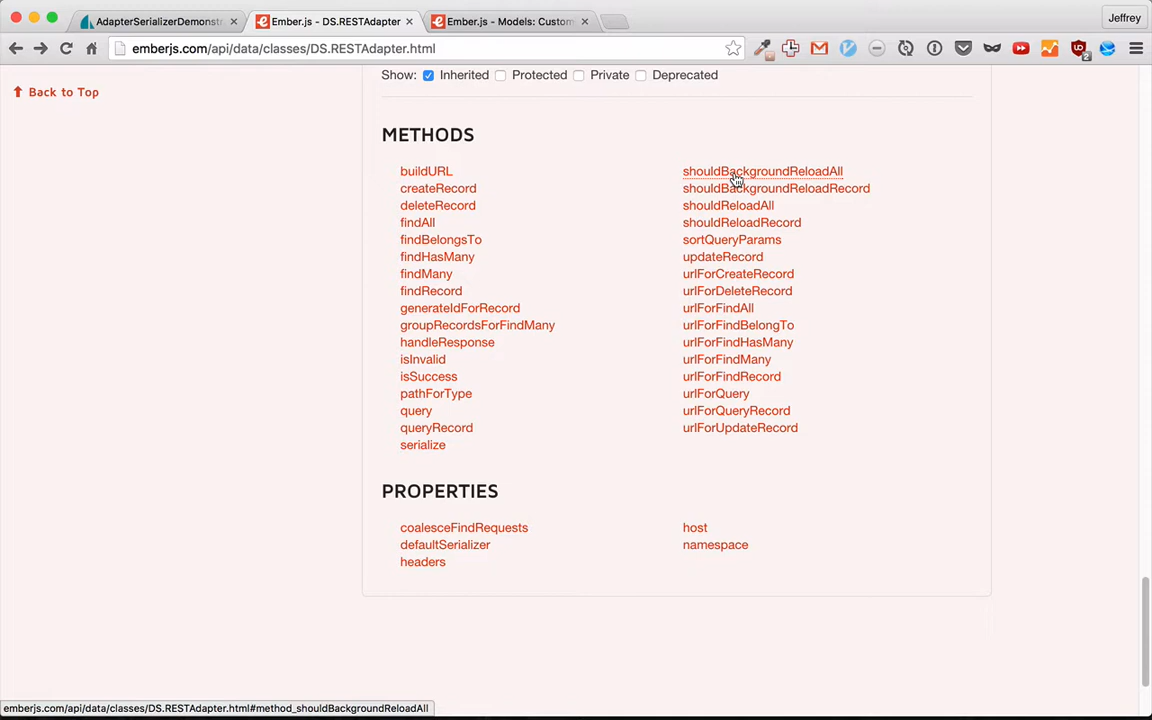 AdapterSerializerDemonstr
Ember.js - DS.RESTAdapter
Ember.js - Models: Custom
Jeffrey
emberjs.com/api/data/classes/DS.RESTAdapter.html
2
Back to Top
Show: Inherited Protected Private Deprecated
METHODS
buildURL
createRecord
deleteRecord
findAll
findBelongsTo
findHasMany
findMany
findRecord
generateIdForRecord
groupRecordsForFindMany
handleResponse
isInvalid
isSuccess
pathForType
query
queryRecord
serialize
shouldBackgroundReloadAll
shouldBackgroundReloadRecord
shouldReloadAll
shouldReloadRecord
sortQueryParams
updateRecord
urlForCreateRecord
urlForDeleteRecord
urlForFindAll
urlForFindBelongTo
urlForFindHasMany
urlForFindMany
urlForFindRecord
urlForQuery
urlForQueryRecord
urlForUpdateRecord
PROPERTIES
coalesceFindRequests
defaultSerializer
headers
host
namespace
emberjs.com/api/data/classes/DS.RESTAdapter.html#method_shouldBackgroundReloadAll